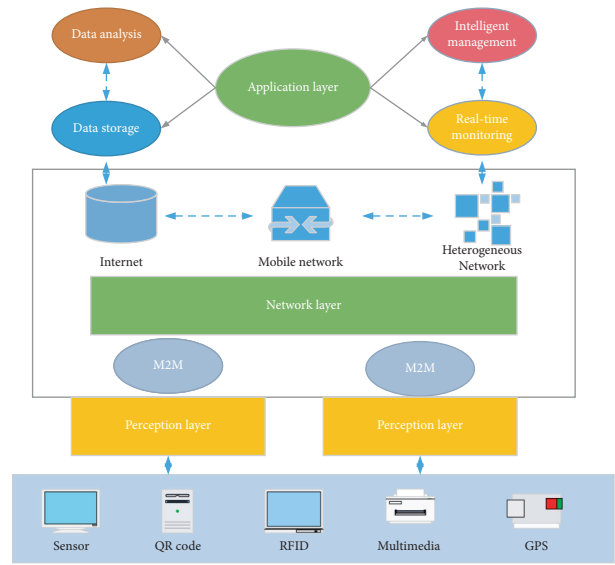 Data analysis
Intelligent
management
Application layer
Data storage
Real-time
monitoring
Internet
Mobile network
Heterogeneous
Network
Network layer
M2M
M2M
Perception layer
Perception layer
Sensor
QR code
RFID
Multimedia
GPS